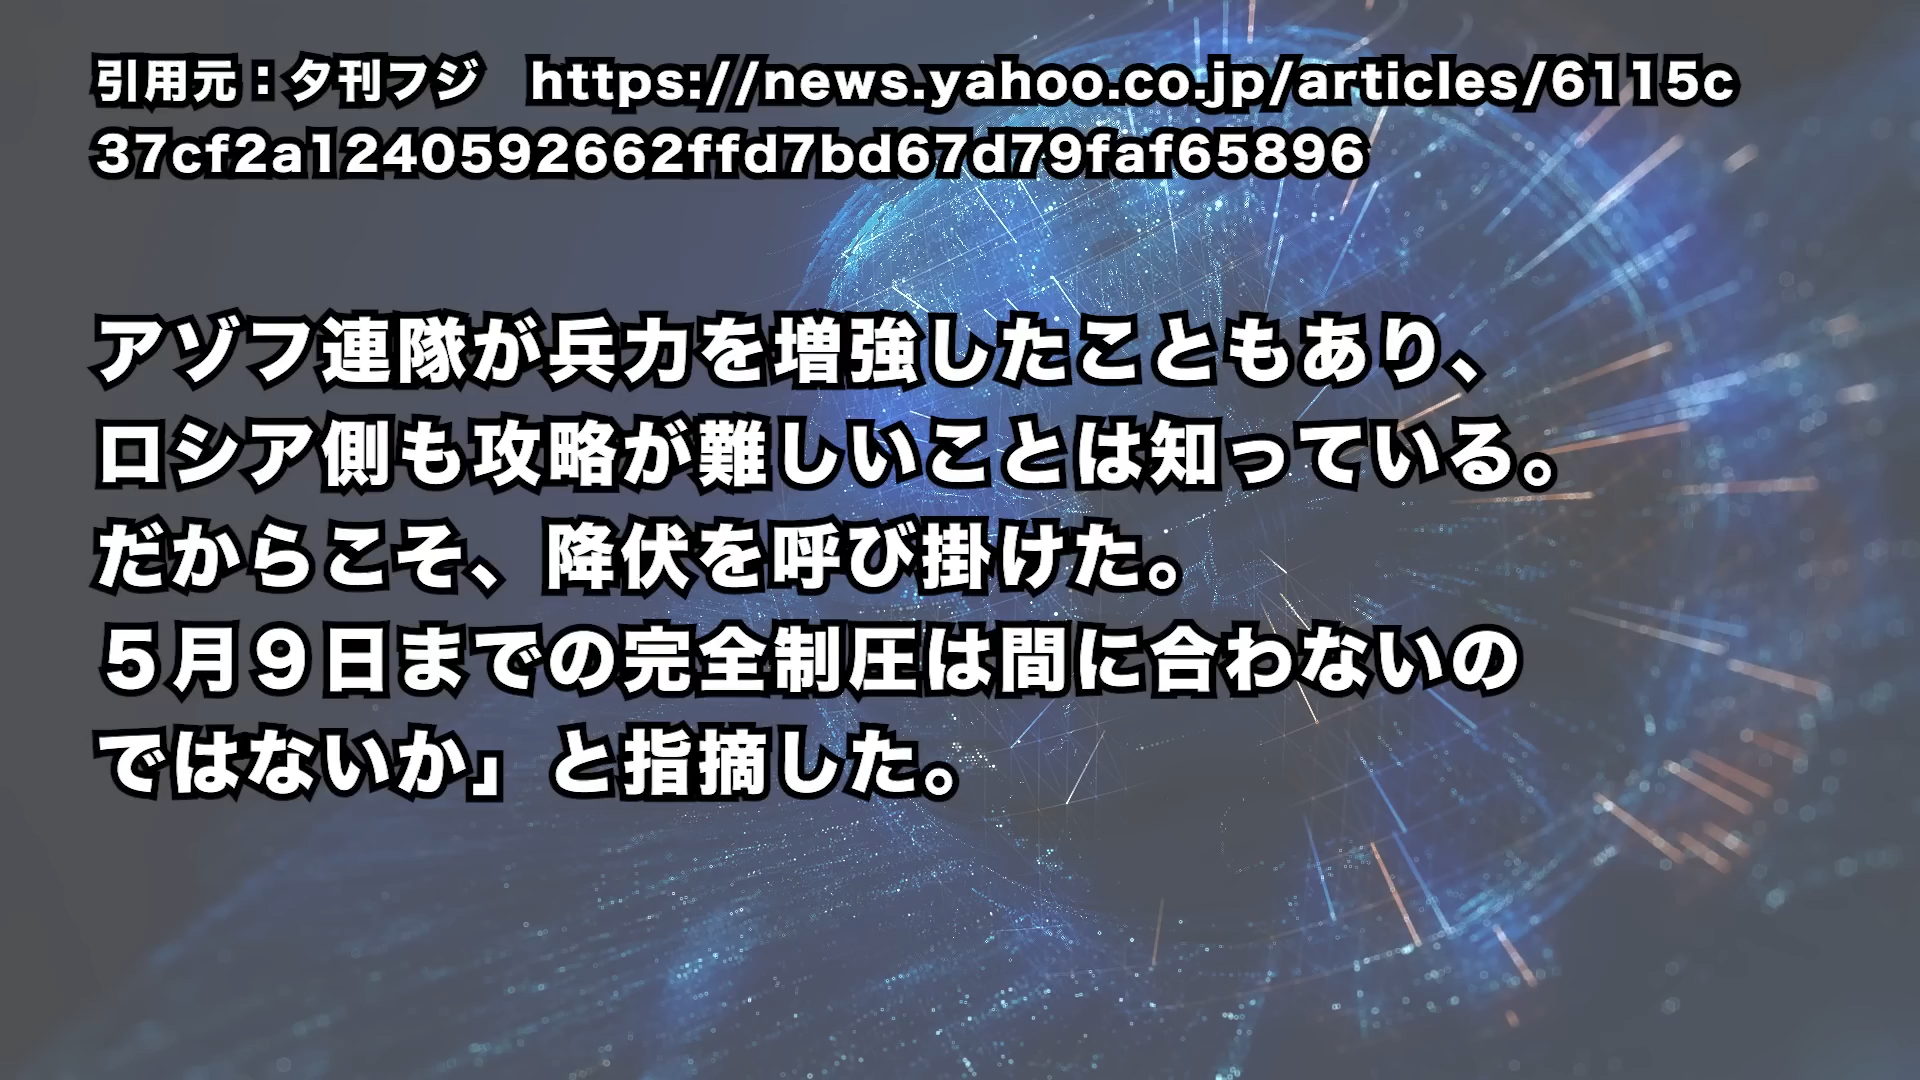 引用元：夕刊フジ　https://news.yahoo.co.jp/articles/6115c
37cf2a1240592662ffd7bd67d79faf65896
アゾフ連隊が兵力を増強したこともあり、
ロシア側も攻略が難しいことは知っている。
だからこそ、降伏を呼び掛けた。
５月９日までの完全制圧は間に合わないの
ではないか」と指摘した。